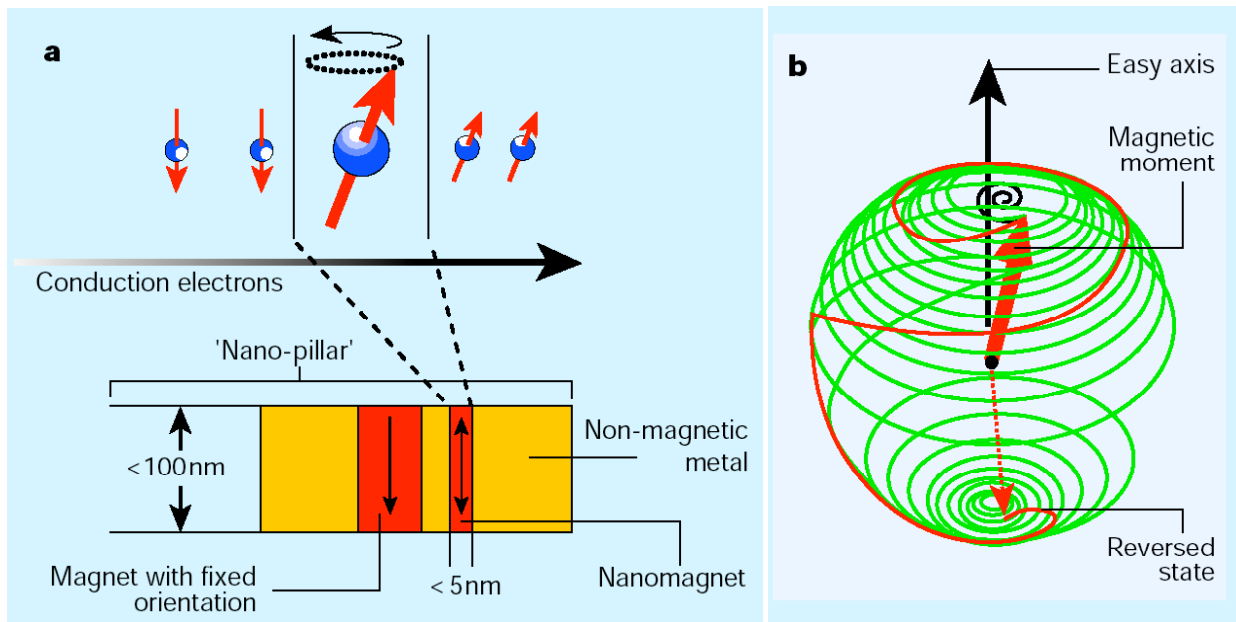 a
Conduction electrons
'Nano-pillar'
<100nm
Non-magnetic
metal
Magnet with fixed
orientation
<5nm
Nanomagnet
b
Easy axis
Magnetic
moment
Reversed
state